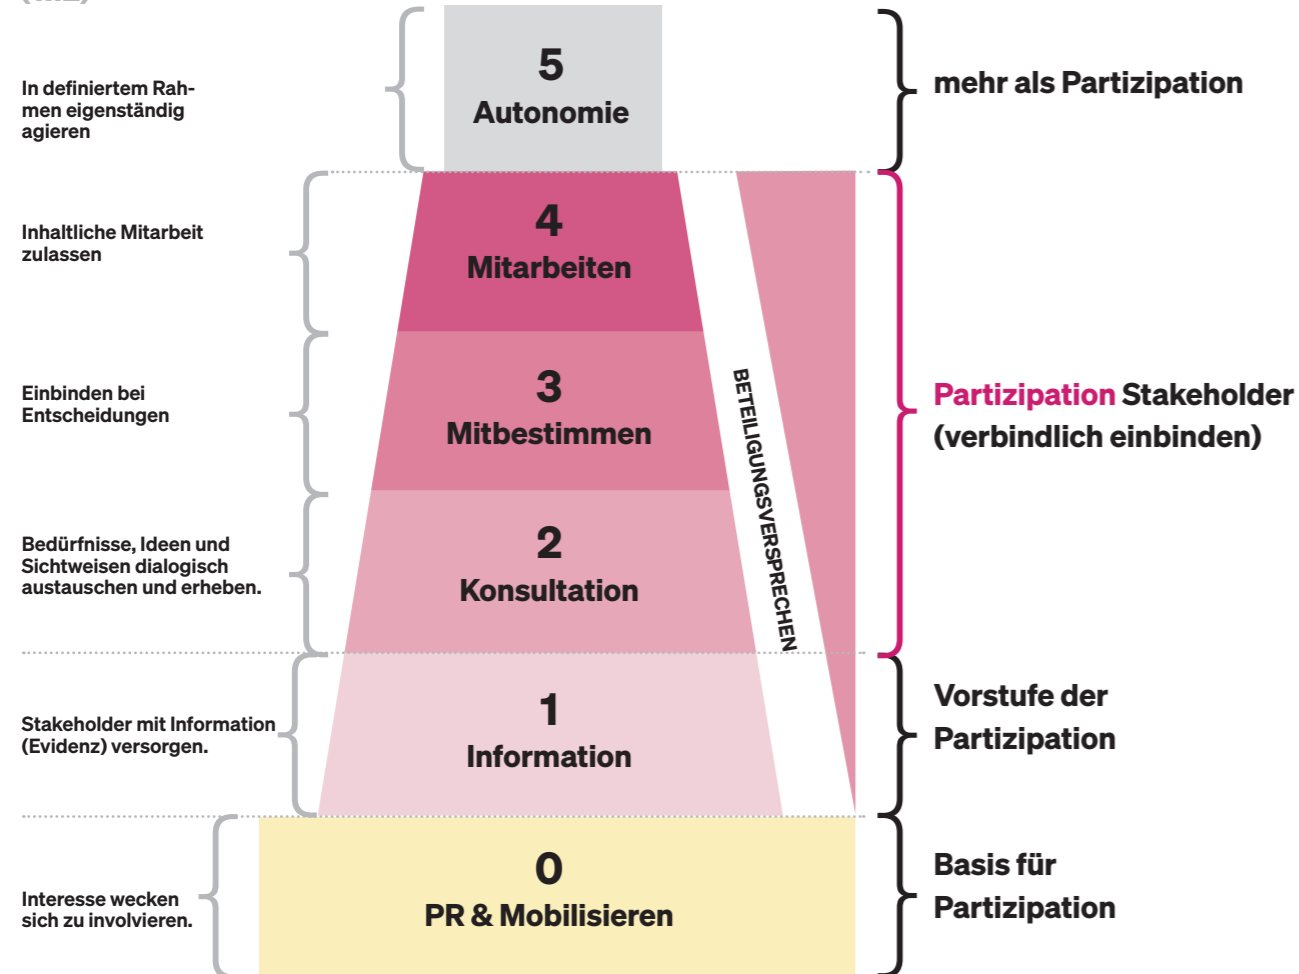 5
Autonomie
In definiertem Rah-
men eigenständig
agieren
mehr als Partizipation
4
Mitarbeiten
Inhaltliche Mitarbeit
zulassen
3
Mitbestimmen
Einbinden bei
Entscheidungen
BETEILIGUNGSVERSPRECHEN
Partizipation Stakeholder
(verbindlich einbinden)
2
Konsultation
Bedürfnisse, Ideen und
Sichtweisen dialogisch
austauschen und erheben.
1
Information
Stakeholder mit Information
(Evidenz) versorgen.
Vorstufe der
Partizipation
0
PR & Mobilisieren
Interesse wecken
sich zu involvieren.
Basis für
Partizipation